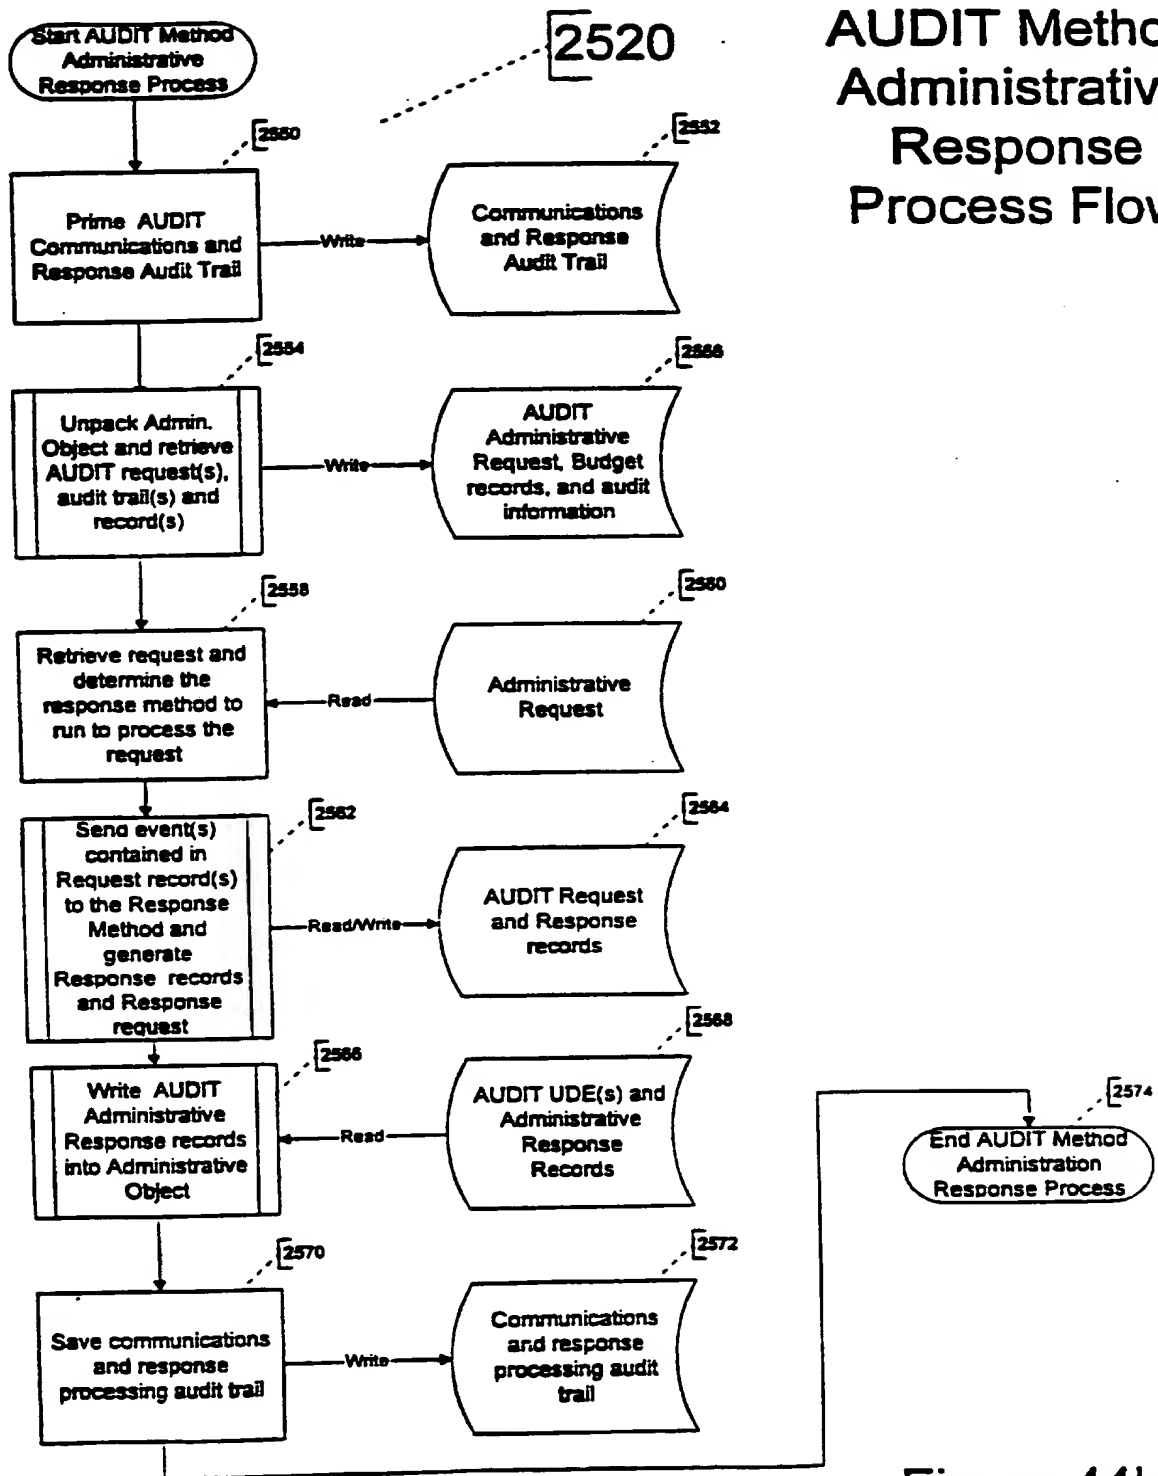 2520
AUDIT Metho
Administrativ
Response
Process Flow
Start AUDIT Method
Administrative
Response Process
2550
Prime AUDIT
Communications and
Response Audit Trail
Write
2552
Communications
and Response
Audit Trail
2554
Unpack Admin.
Object and retrieve
AUDIT request(s),
audit trail(s) and
record(s)
Write
2556
AUDIT
Administrative
Request, Budget
records, and audit
information
2558
Retrieve request and
determine the
response method to
run to process the
request
Read
2560
Administrative
Request
2562
Send event(s)
contained in
Request record(s)
to the Response
Method and
generate
Response records
and Response
request
Read/Write
2564
AUDIT Request
and Response
records
2566
Write AUDIT
Administrative
Response records
into Administrative
Object
Read
2568
AUDIT UDE(s) and
Administrative
Response
Records
2570
Save communications
and response
processing audit trail
Write
2572
Communications
and response
processing audit
trail
2574
End AUDIT Method
Administration
Response Process